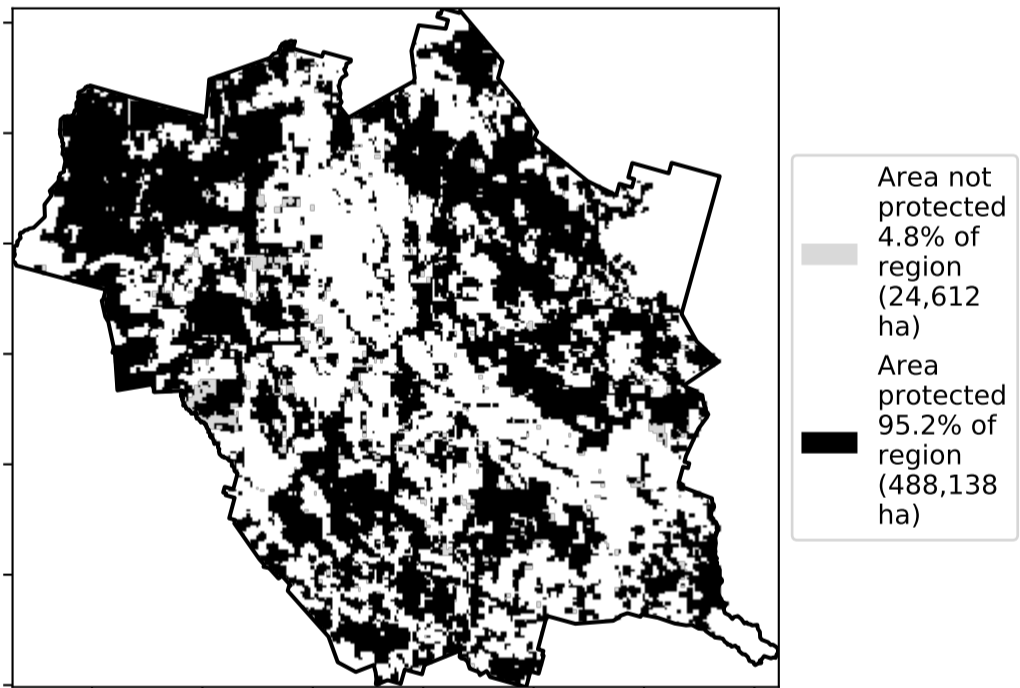 Area not
protected
4.8% of
region
(24,612
ha)
Area
protected
95.2% of
region
(488,138
ha)